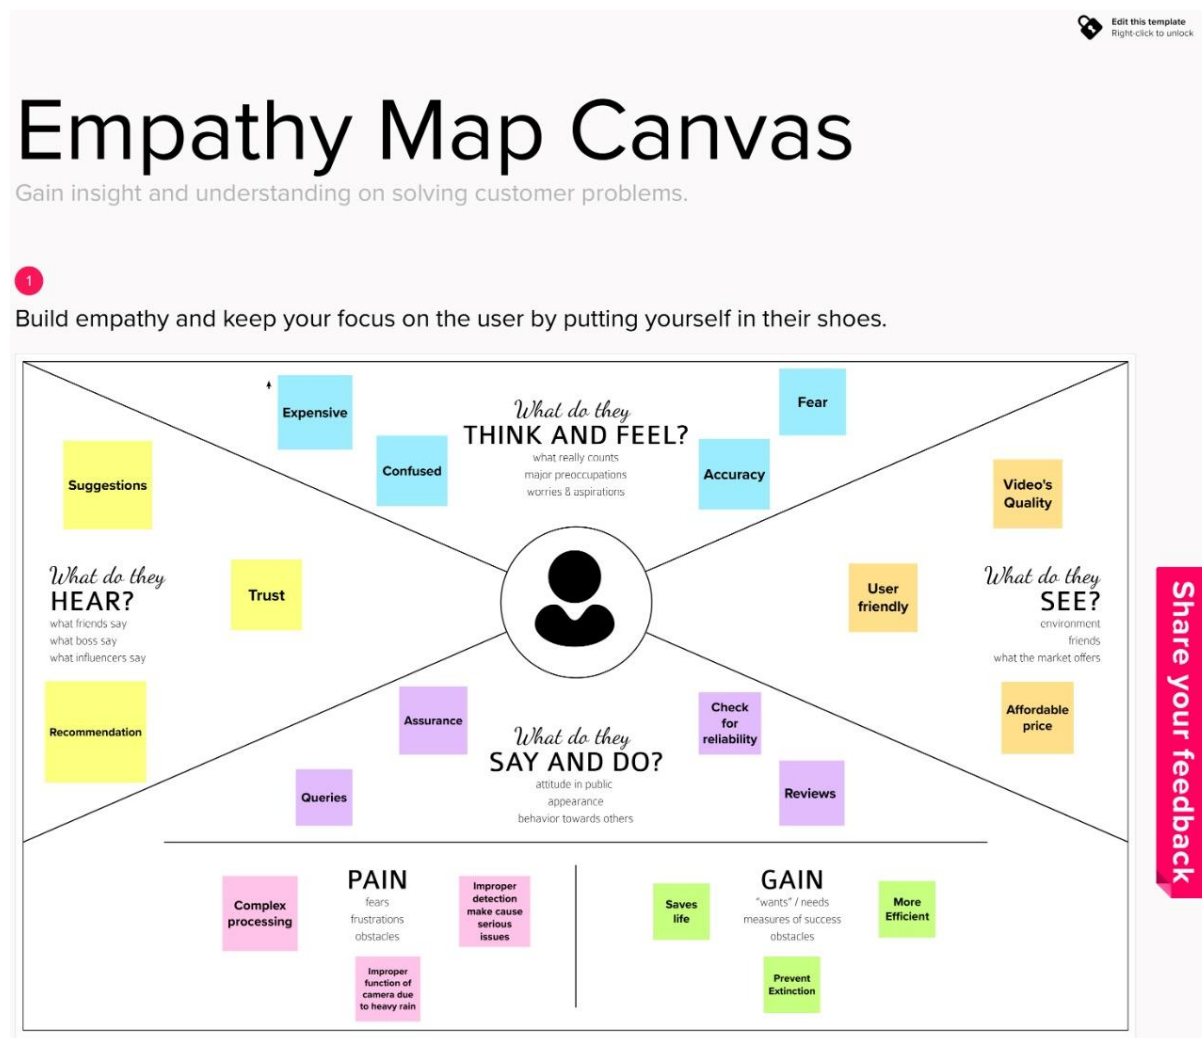 Edit this template
Right-click to unlock
Empathy Map Canvas
Gain insight and understanding on solving customer problems.
1
Build empathy and keep your focus on the user by putting yourself in their shoes.
What do they
THINK AND FEEL?
what really counts
major preoccupations
worries & aspirations
Expensive
Confused
Fear
Accuracy
What do they
HEAR?
what friends say
what boss say
what influencers say
Suggestions
Trust
Recommendation
What do they
SEE?
environment
friends
what the market offers
Video's
Quality
User
friendly
Affordable
price
What do they
SAY AND DO?
attitude in public
appearance
behavior towards others
Assurance
Queries
Check
for
reliability
Reviews
PAIN
fears
frustrations
obstacles
Complex
processing
Improper
detection
make cause
serious
issues
Improper
function of
camera due
to heavy rain
GAIN
"wants" / needs
measures of success
obstacles
Saves
life
More
Efficient
Prevent
Extinction
Share your feedback